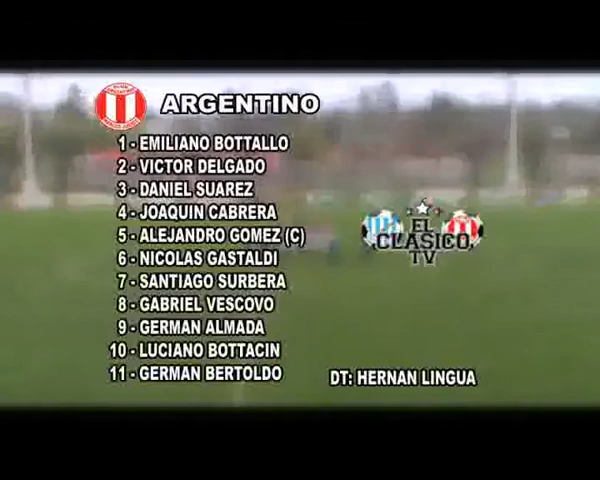 ARGENTINO
1 - EMILIANO BOTTALLO
2 - VICTOR DELGADO
3 - DANIEL SUAREZ
4 - JOAQUIN CABRERA
5 - ALEJANDRO GOMEZ (C)
6 - NICOLAS GASTALDI
7 - SANTIAGO SURBERA
8 - GABRIEL VESCOVO
9 - GERMAN ALMADA
10 - LUCIANO BOTTACIN
11 - GERMAN BERTOLDO
EL
CLASICO
TV
DT: HERNAN LINGUA